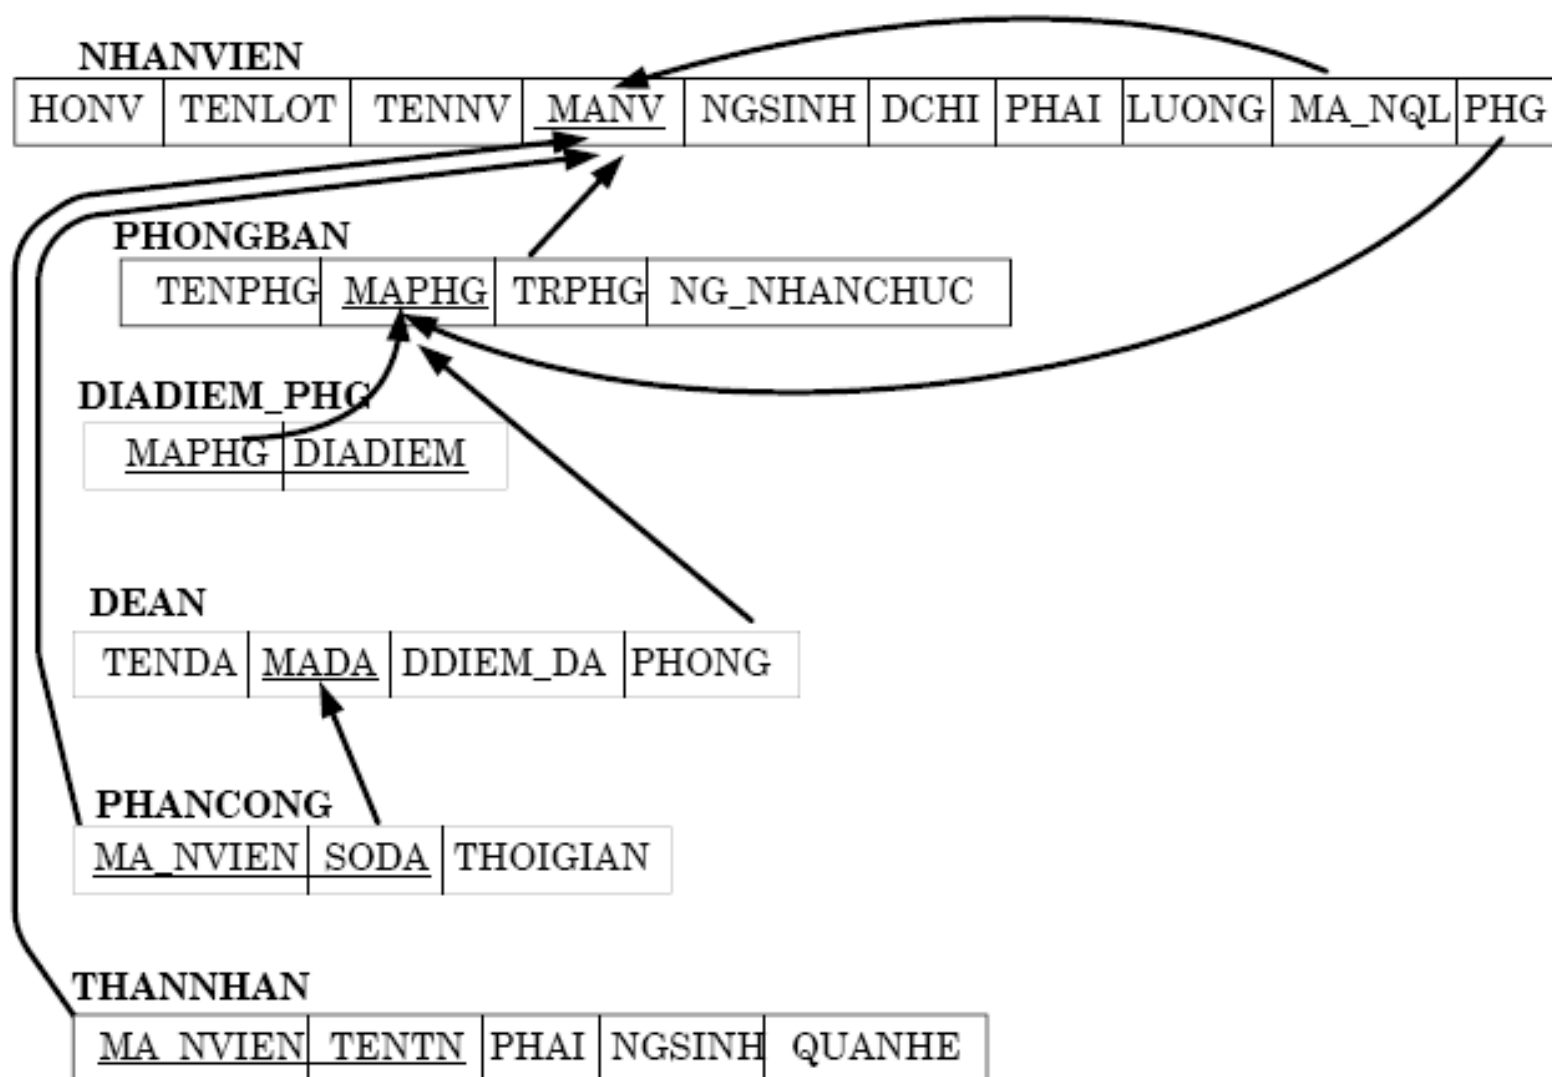 NHANVIEN
HONV TENLOT TENNV MANV NGSINH DCHI PHAI LUONG MA_NQL PHG
PHONGBAN
TENPHG MAPHG TRPHG NG_NHANCHUC
DIADIEM_PHG
MAPHG DIADIEM
DEAN
TENDA MADA DDIEM_DA PHONG
PHANCONG
MA_NVIEN SODA THOIGIAN
THANNHAN
MA_NVIEN TENTN PHAI NGSINH QUANHE